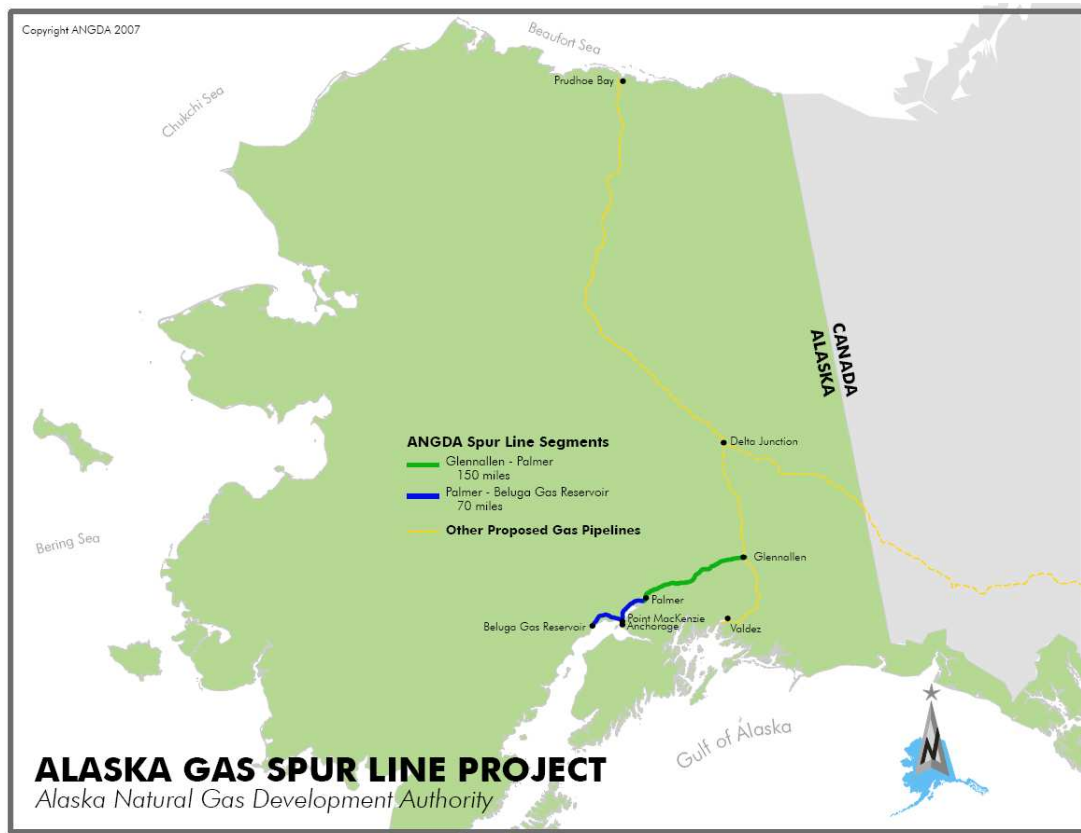 Copyright ANGDA 2007
Beaufort Sea
Prudhoe Bay
Chukchi Sea
CANADA
ALASKA
ANGDA Spur Line Segments
Glennallen - Palmer
150 miles
Palmer - Beluga Gas Reservoir
70 miles
Other Proposed Gas Pipelines
Delta Junction
Bering Sea
Glennallen
Palmer
Point MacKenzie
Anchorage
Beluga Gas Reservoir
Valdez
Gulf of Alaska
N
ALASKA GAS SPUR LINE PROJECT
Alaska Natural Gas Development Authority